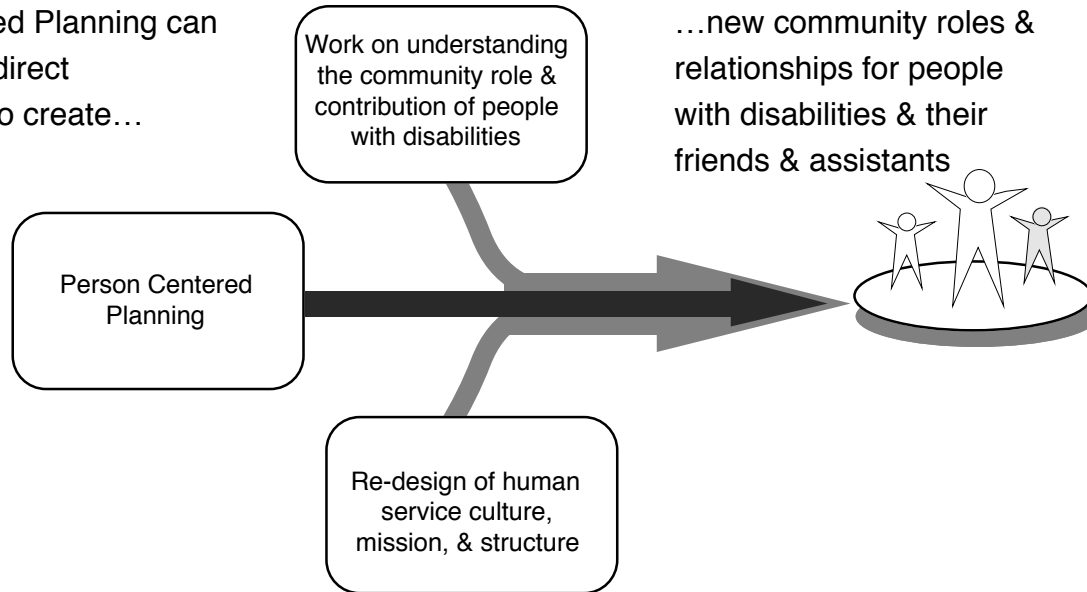 ed Planning can
direct
o create…
Work on understanding
the community role &
contribution of people
with disabilities
…new community roles &
relationships for people
with disabilities & their
friends & assistants
Person Centered
Planning
Re-design of human
service culture,
mission, & structure